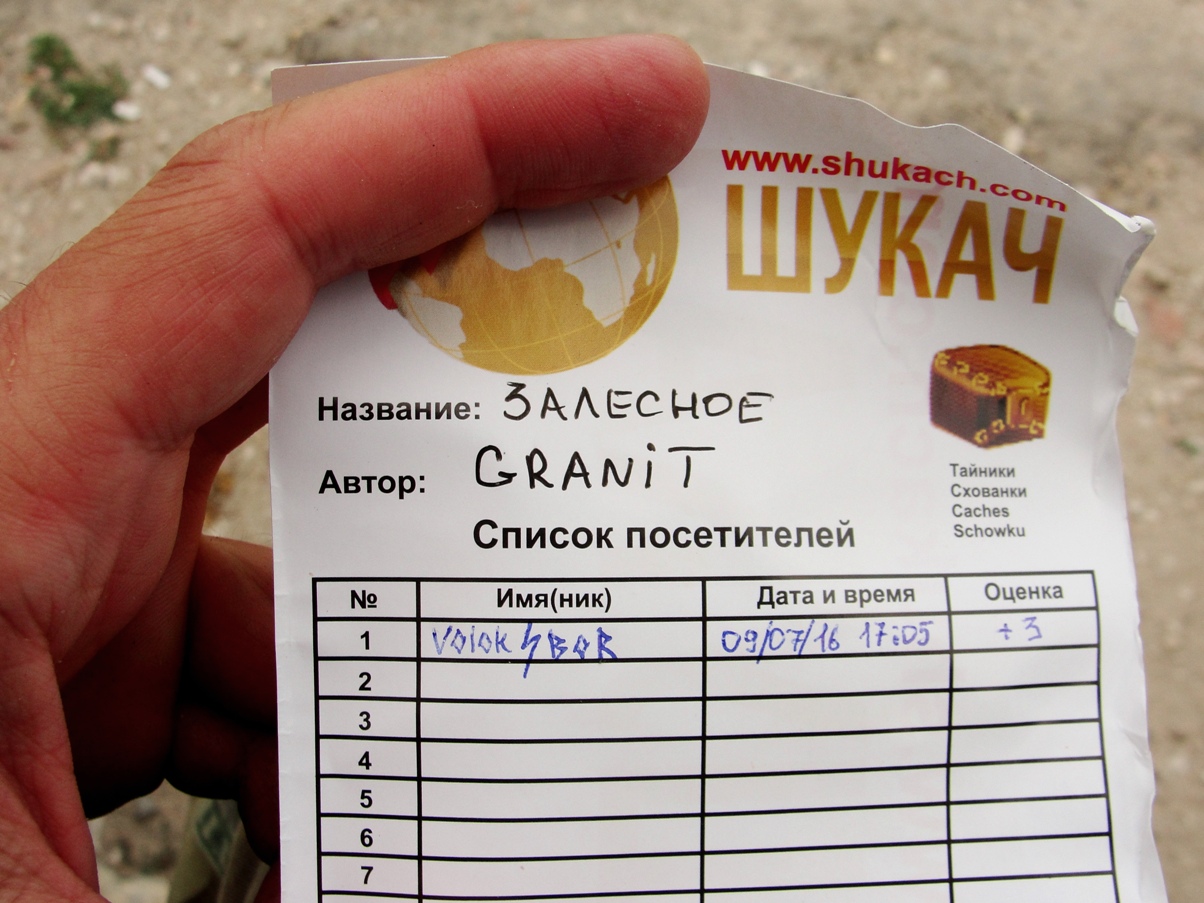 www.shukach.com
ШУКАЧ
Название: ЗАЛЕСНОЕ
Автор: GRANiT
Тайники
Схованки
Caches
Schowku
Список посетителей
№ Имя(ник) Дата и время Оценка
1 09/07/16 17:05 +3
2
3
4
5
6
7